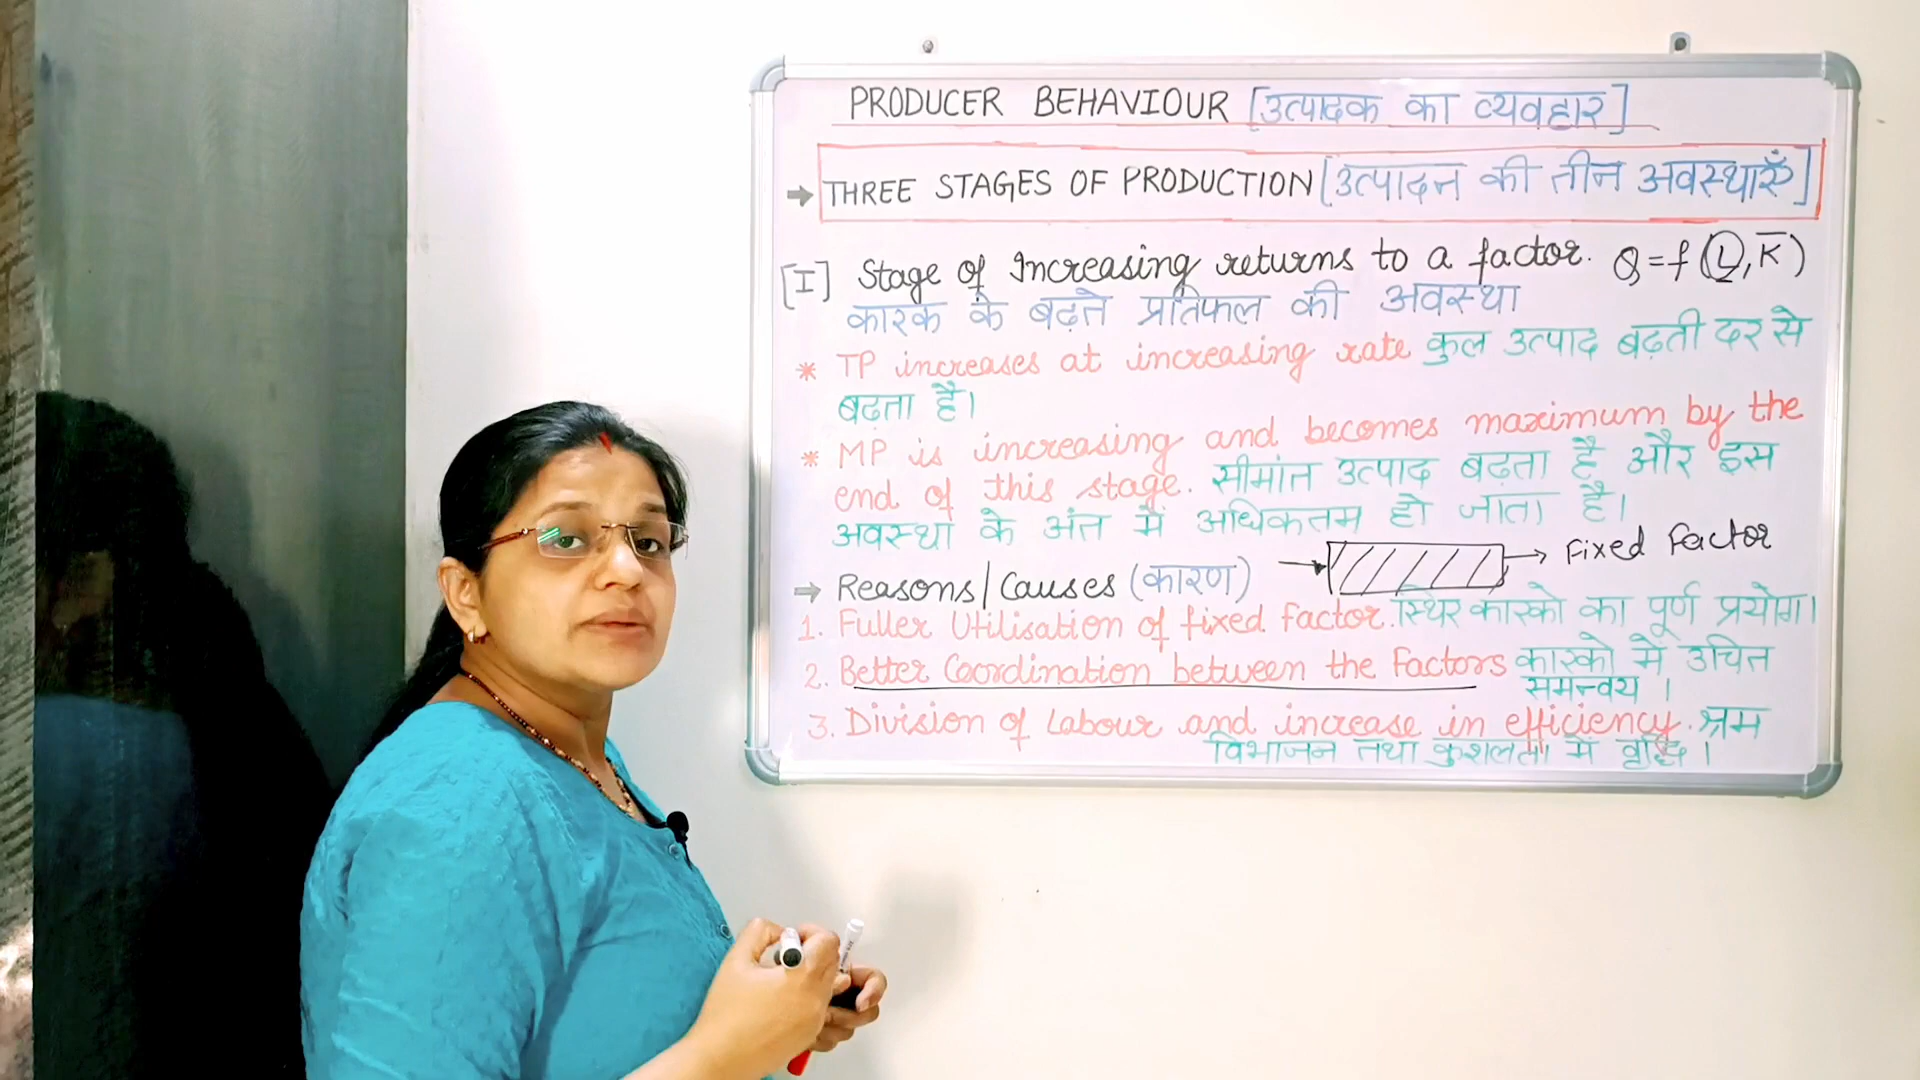 PRODUCER BEHAVIOUR [उत्पादक का व्यवहार]
→ THREE STAGES OF PRODUCTION [उत्पादन की तीन अवस्थाएँ]
[I] Stage of Increasing returns to a factor. Q = f (L, K̅)
कारक के बढ़ते प्रतिफल की अवस्था
* TP increases at increasing rate कुल उत्पाद बढ़ती दर से
बढ़ता है।
* MP is increasing and becomes maximum by the
end of this stage. सीमांत उत्पाद बढ़ता है और इस
अवस्था के अंत में अधिकतम हो जाता है।
→ Reasons/Causes (कारण) → Fixed Factor
1. Fuller Utilisation of fixed factor. स्थिर कारको का पूर्ण प्रयोग।
2. Better Coordination between the Factors कारको में उचित
समन्वय ।
3. Division of Labour and increase in efficiency. श्रम
विभाजन तथा कुशलता में वृद्धि ।